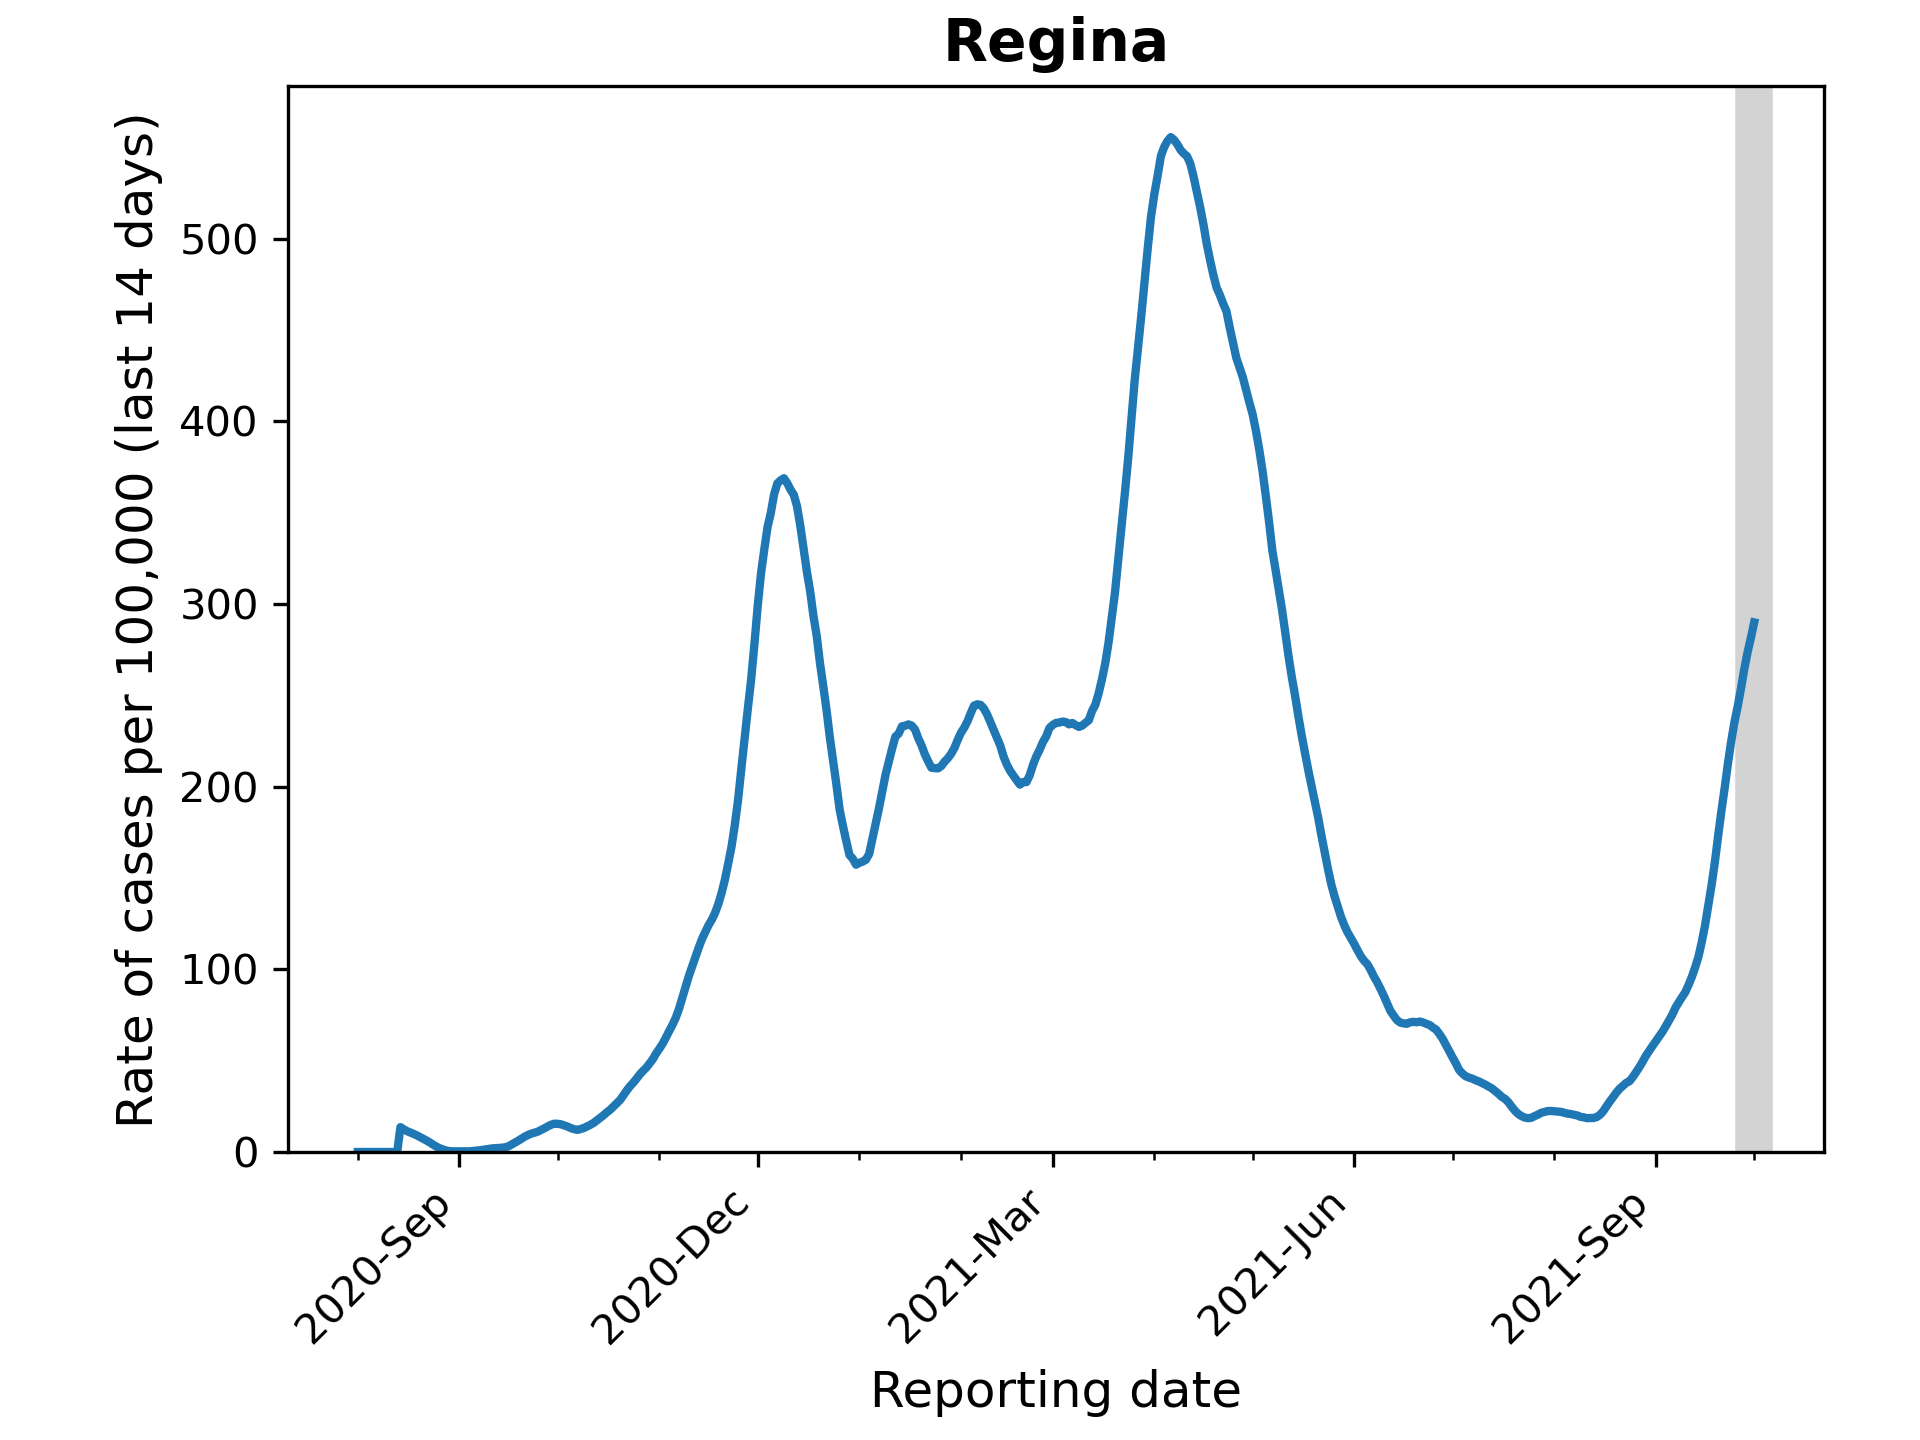 Regina
Rate of cases per 100,000 (last 14 days)
500
400
300
200
100
0
2020-Sep
2020-Dec
2021-Mar
2021-Jun
2021-Sep
Reporting date